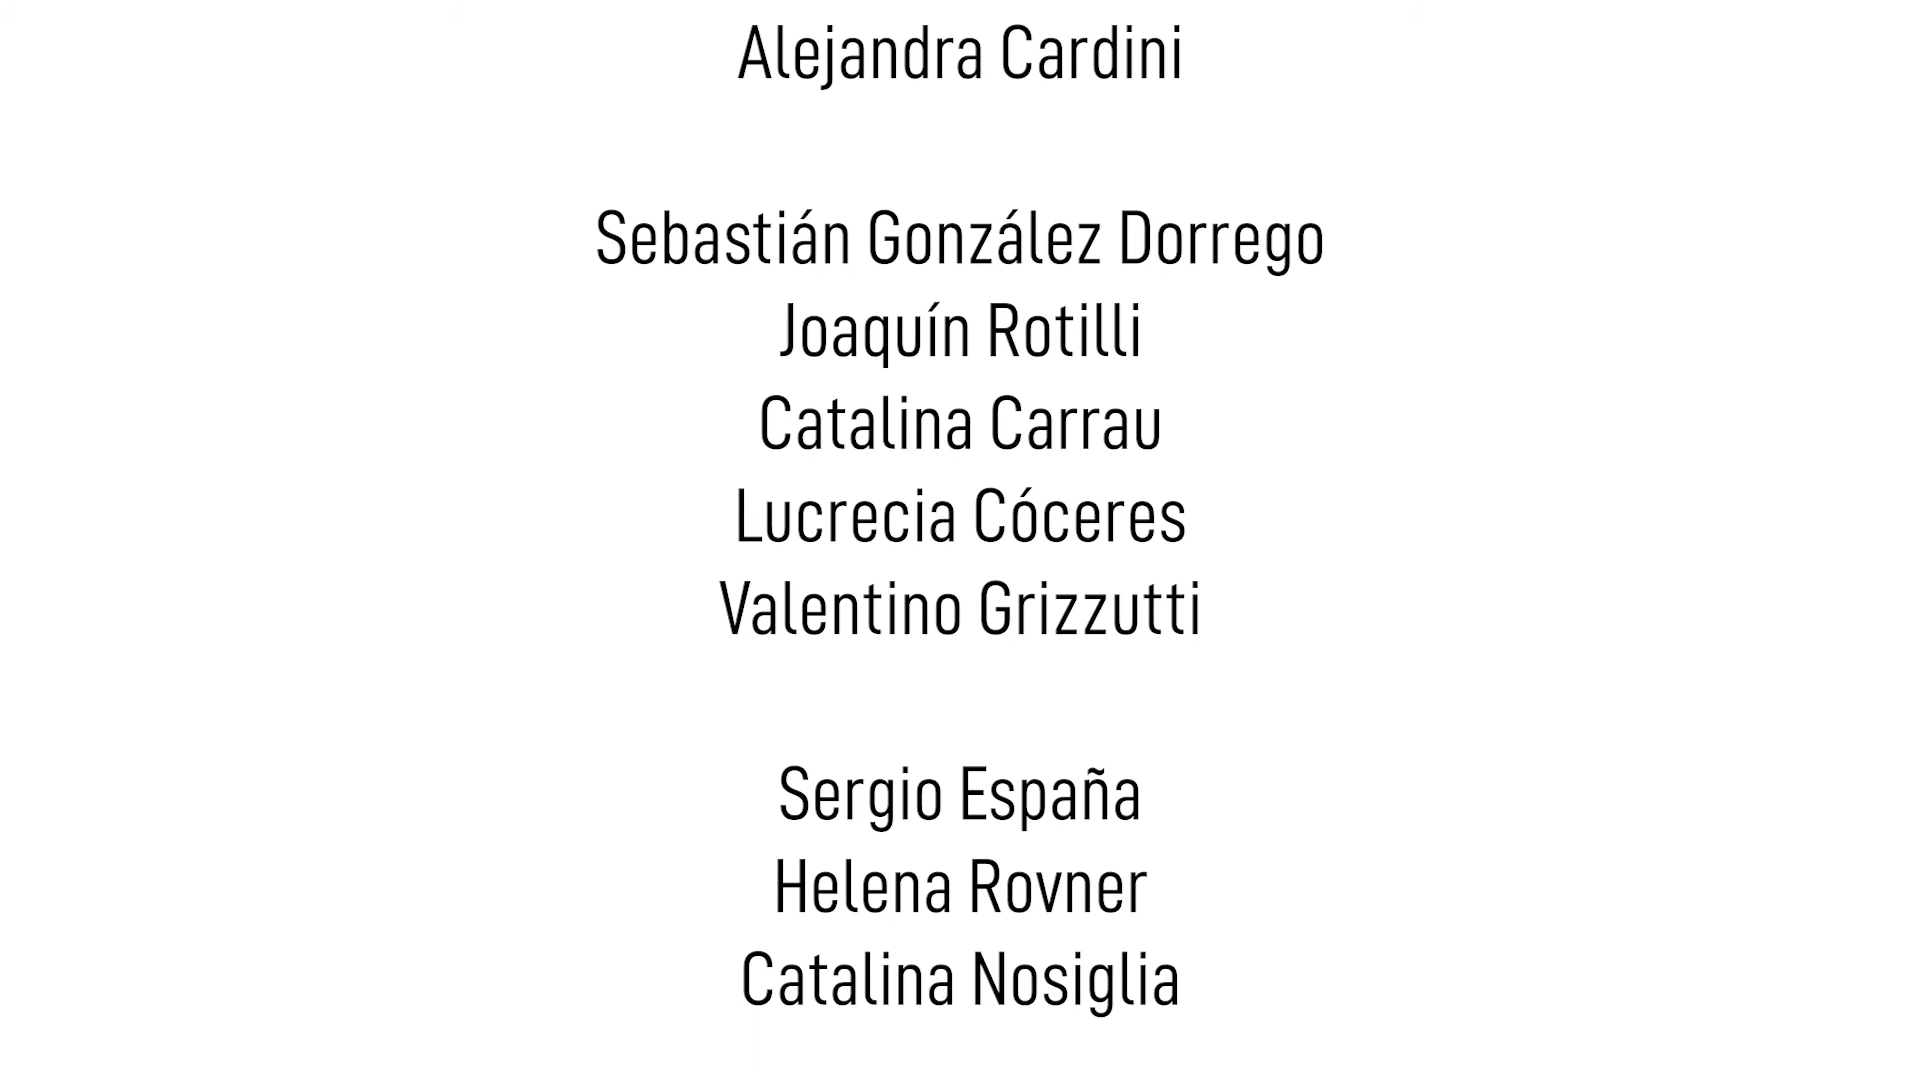 Alejandra Cardini
Sebastián González Dorrego
Joaquín Rotilli
Catalina Carrau
Lucrecia Cóceres
Valentino Grizzutti
Sergio España
Helena Rovner
Catalina Nosiglia